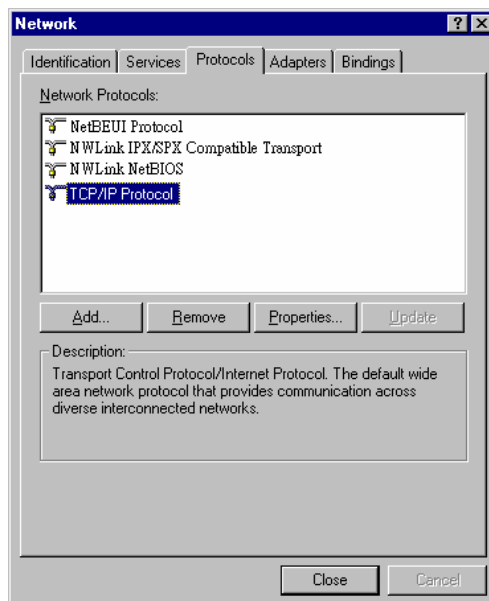 Network
Identification Services Protocols Adapters Bindings
Network Protocols:
NetBEUI Protocol
NWLink IPX/SPX Compatible Transport
NWLink NetBIOS
TCP/IP Protocol
Add... Remove Properties... Update
Description:
Transport Control Protocol/Internet Protocol. The default wide
area network protocol that provides communication across
diverse interconnected networks.
Close Cancel